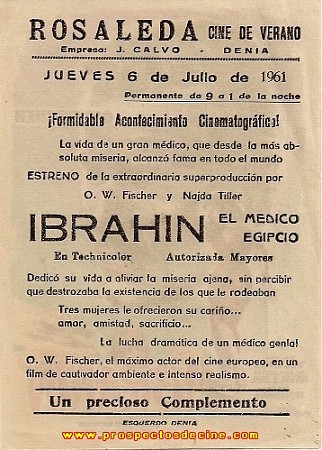 ROSALEDA CINE DE VERANO
Empresa: J. CALVO - DENIA
JUEVES 6 de Julio de 1961
Permanente de 9 a 1 de la noche
¡Formidable Acontecimiento Cinematográfica!
La vida de un gran médico, que desde la más ab-
soluta miseria, alcanzó fama en todo el mundo
ESTRENO de la extraordinaria superproducción por
O. W. Fischer y Najda Tiller
IBRAHIN EL MEDICO
EGIPCIO
En Technicolor Autorizada Mayores
Dedicó su vida a aliviar la miseria ajena, sin percibir
que destrozaba la existencia de los que le rodeaban
Tres mujeres le ofrecieron su cariño...
amor, amistad, sacrificio...
La lucha dramática de un médico genial
O. W. Fischer, el máximo actor del cine europeo, en un
film de cautivador ambiente e intenso realismo.
Un precioso Complemento
ESQUERDO DENIA
www.prospectosdecine.com